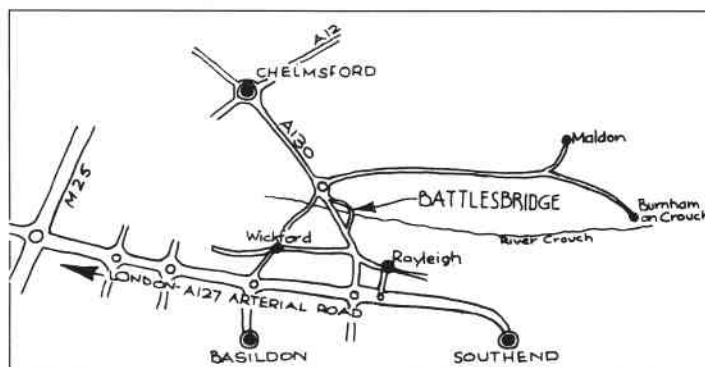 A12
CHELMSFORD
A130
Maldon
M25
BATTLESBRIDGE
Burnham
on Crouch
Wickford
River Crouch
Rayleigh
LONDON-A127 ARTERIAL ROAD
BASILDON
SOUTHEND